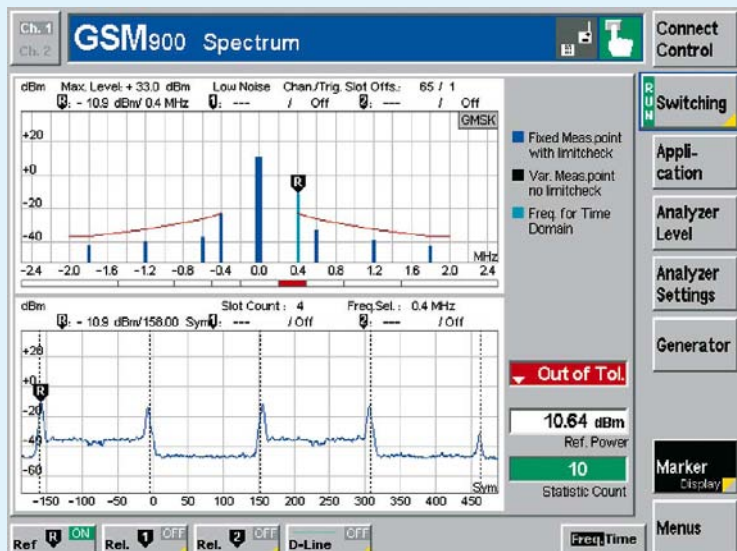 Ch. 1
Ch. 2
GSM900 Spectrum
Connect Control
dBm Max. Level: + 33.0 dBm Low Noise Chan./Trig. Slot Offs.: 65 / 1
R: - 10.9 dBm/ 0.4 MHz 1: --- / Off 2: --- / Off
GMSK
+20
+0
-20
-40
R
MHz
-2.4 -2.0 -1.6 -1.2 -0.8 -0.4 0.0 0.4 0.8 1.2 1.6 2.0 2.4
Fixed Meas.point
with limitcheck
Var. Meas.point
no limitcheck
Freq. for Time
Domain
RUN
Switching
Appli-
cation
Analyzer
Level
Analyzer
Settings
Generator
dBm Slot Count : 4 Freq.Sel. : 0.4 MHz
R: - 10.9 dBm/158.00 Sym 1: --- / Off 2: --- / Off
+20
+0
-20
-40
-60
R
Sym
-150 -100 -50 0 50 100 150 200 250 300 350 400 450
Out of Tol.
10.64 dBm
Ref. Power
10
Statistic Count
Marker
Display
Menus
Ref R ON
Rel. 1 OFF
Rel. 2 OFF
D-Line OFF
Freq. Time